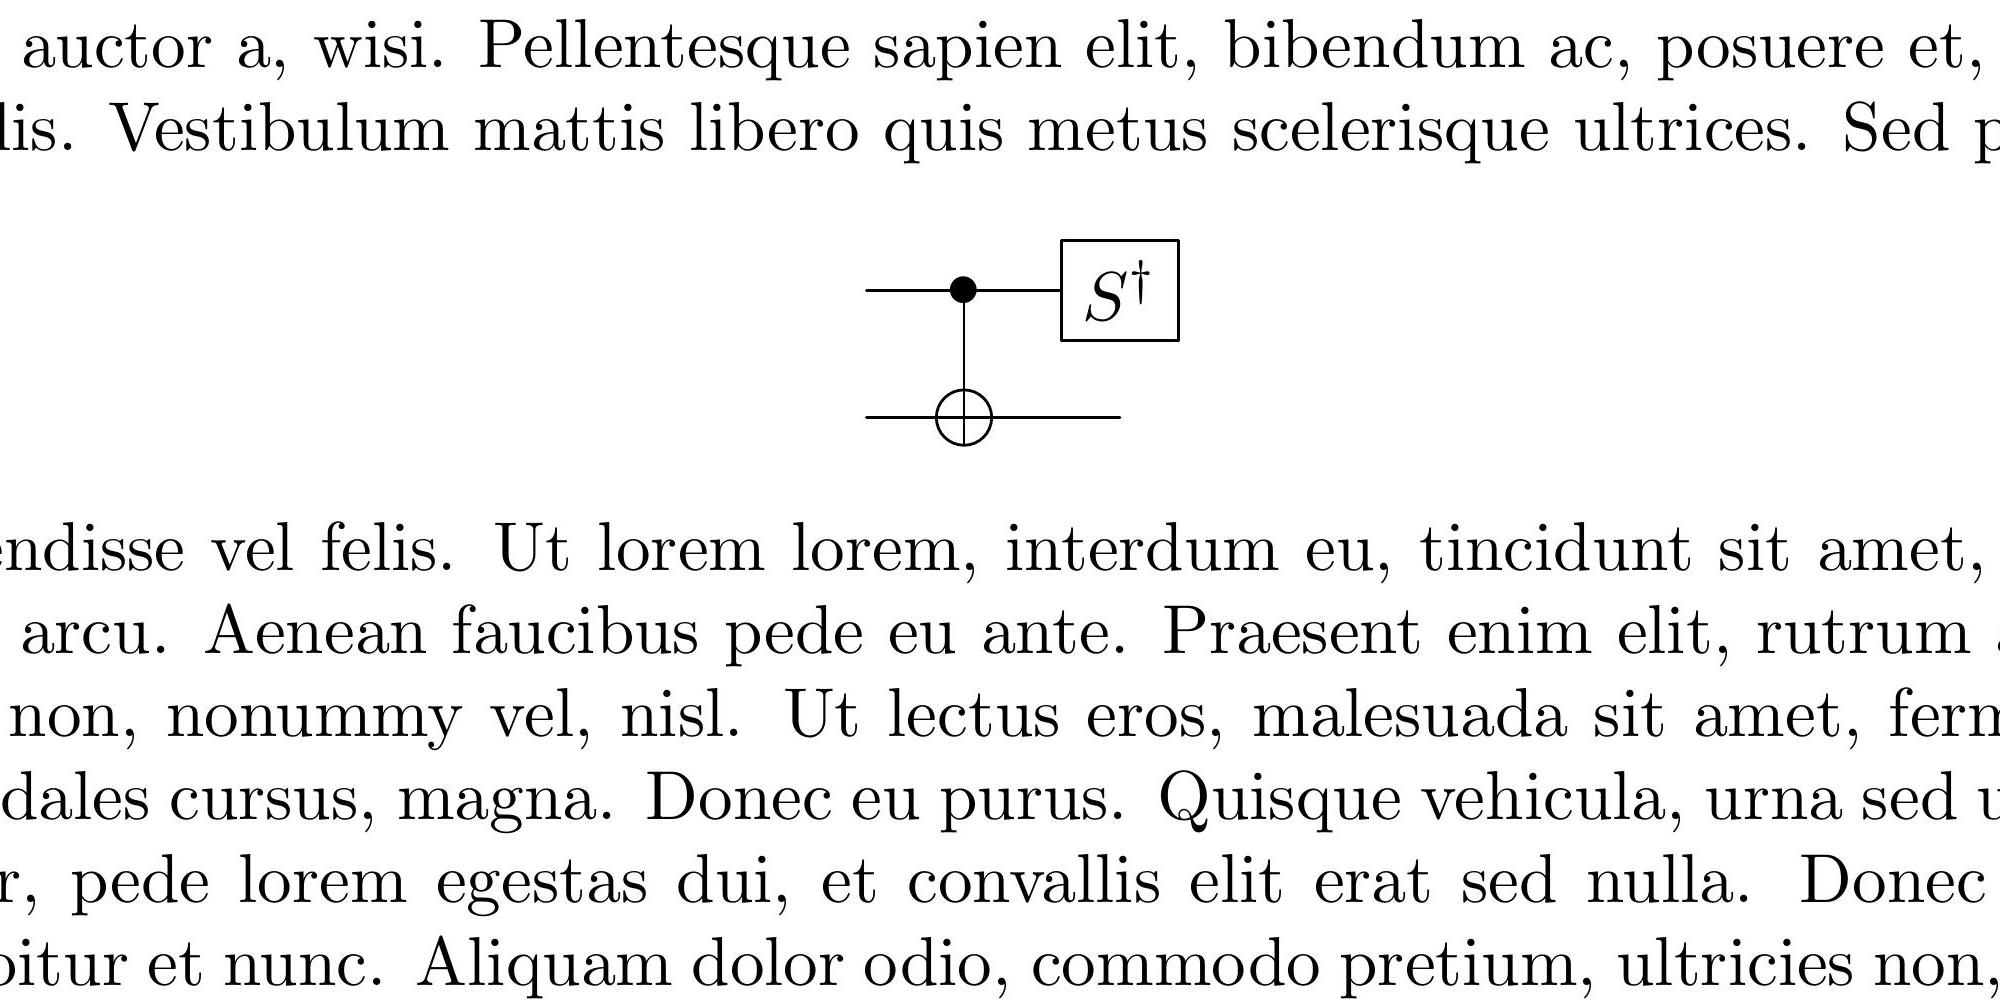 auctor a, wisi. Pellentesque sapien elit, bibendum ac, posuere et,
lis. Vestibulum mattis libero quis metus scelerisque ultrices. Sed p
S†
endisse vel felis. Ut lorem lorem, interdum eu, tincidunt sit amet,
arcu. Aenean faucibus pede eu ante. Praesent enim elit, rutrum
non, nonummy vel, nisl. Ut lectus eros, malesuada sit amet, ferm
dales cursus, magna. Donec eu purus. Quisque vehicula, urna sed u
r, pede lorem egestas dui, et convallis elit erat sed nulla. Donec
bitur et nunc. Aliquam dolor odio, commodo pretium, ultricies non,